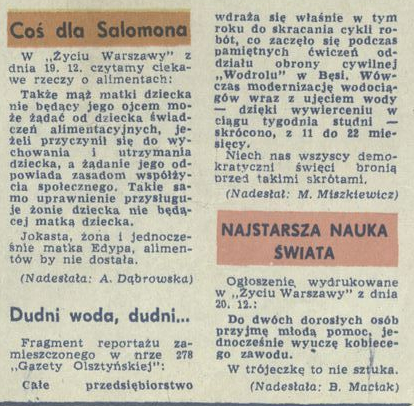 Coś dla Salomona
W „Życiu Warszawy" z
dnia 19. 12. czytamy cieka-
we rzeczy o alimentach:
Także mąż matki dziecka
nie będący jego ojcem mo-
że żądać od dziecka świad-
czeń alimentacyjnych, je-
żeli przyczynił się do wy-
chowania i utrzymania
dziecka, a żądanie jego od-
powiada zasadom współży-
cia społecznego. Takie sa-
mo uprawnienie przysługu-
je żonie dziecka nie będą-
cej matką dziecka.
Jokasta, żona i jednocze-
śnie matka Edypa, alimen-
tów by nie dostała.
(Nadesłała: A. Dąbrowska)
Dudni woda, dudni...
Fragment reportażu za-
mieszczonego w nrze 278
„Gazety Olsztyńskiej":
Całe przedsiębiorstwo
wdraża się właśnie w tym
roku do skracania cykli ro-
bót, co zaczęło się podczas
pamiętnych ćwiczeń od-
działu obrony cywilnej
„Wodrolu" w Bęsi. Wów-
czas modernizację wodocią-
gów wraz z ujęciem wody
— dzięki wywierceniu w
ciągu tygodnia studni —
skrócono, z 11 do 22 mie-
sięcy.
Niech nas wszyscy demo-
kratyczni święci bronią
przed takimi skrótami.
(Nadesłał: M. Miszkiewicz)
NAJSTARSZA NAUKA
ŚWIATA
Ogłoszenie wydrukowane
w „Życiu Warszawy" z dnia
20. 12.:
Do dwóch dorosłych osób
przyjmę młodą pomoc, je-
dnocześnie wyuczę kobiece-
go zawodu.
W trójeczkę to nie sztuka.
(Nadesłał: B. Maciak)